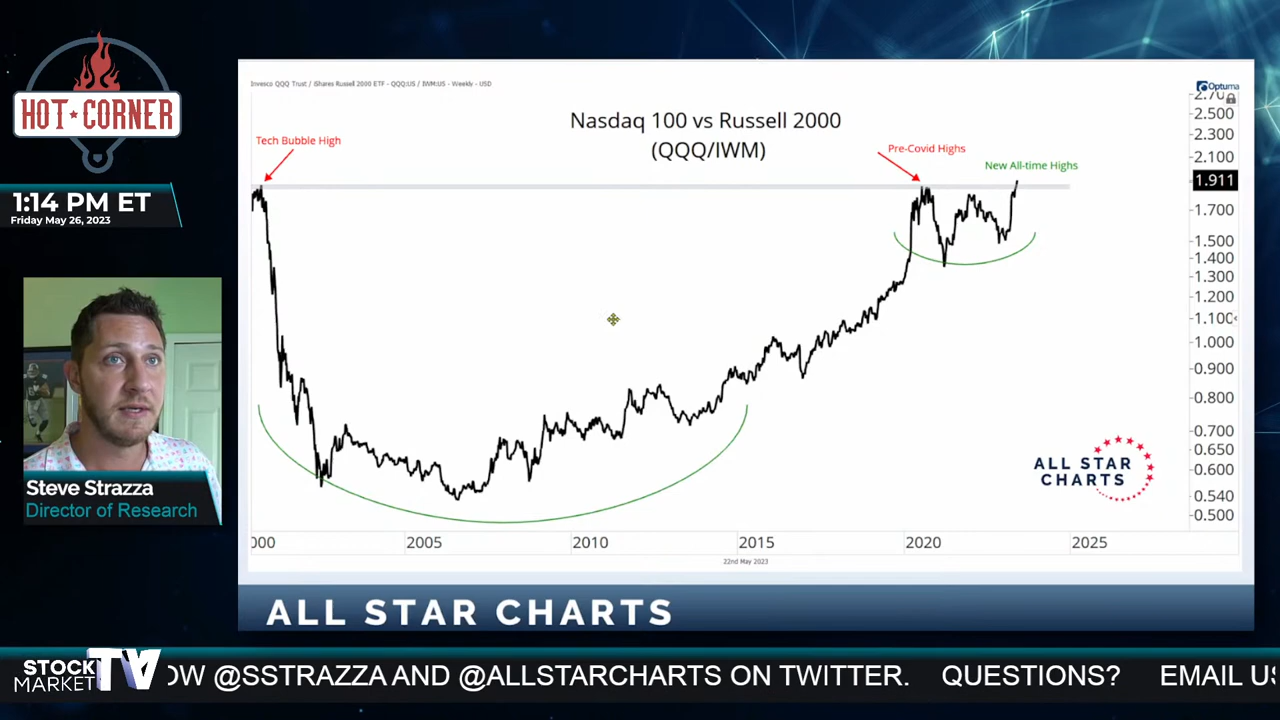 HOT★CORNER
1:14 PM ET
Friday May 26, 2023
Steve Strazza
Director of Research
Invesco QQQ Trust / iShares Russell 2000 ETF - QQQ:US / IWM:US - Weekly - USD
Optuma
Nasdaq 100 vs Russell 2000
(QQQ/IWM)
Tech Bubble High
Pre-Covid Highs
New All-time Highs
2.70
2.500
2.300
2.100
1.911
1.700
1.500
1.400
1.300
1.200
1.100
1.000
0.900
0.800
0.700
0.650
0.600
0.540
0.500
ALL STAR
CHARTS
000 2005 2010 2015 2020 2025
22nd May 2023
ALL STAR CHARTS
STOCK
MARKET TV
OW @SSTRAZZA AND @ALLSTARCHARTS ON TWITTER. QUESTIONS? EMAIL US